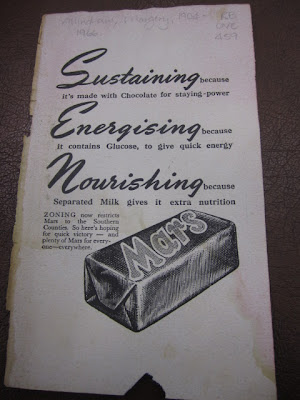 Sustaining because
it's made with Chocolate for staying-power
Energising because
it contains Glucose, to give quick energy
Nourishing because
Separated Milk gives it extra nutrition
ZONING now restricts
Mars to the Southern
Counties. So here's hoping
for quick victory — and
plenty of Mars for every-
one—everywhere.
Mars